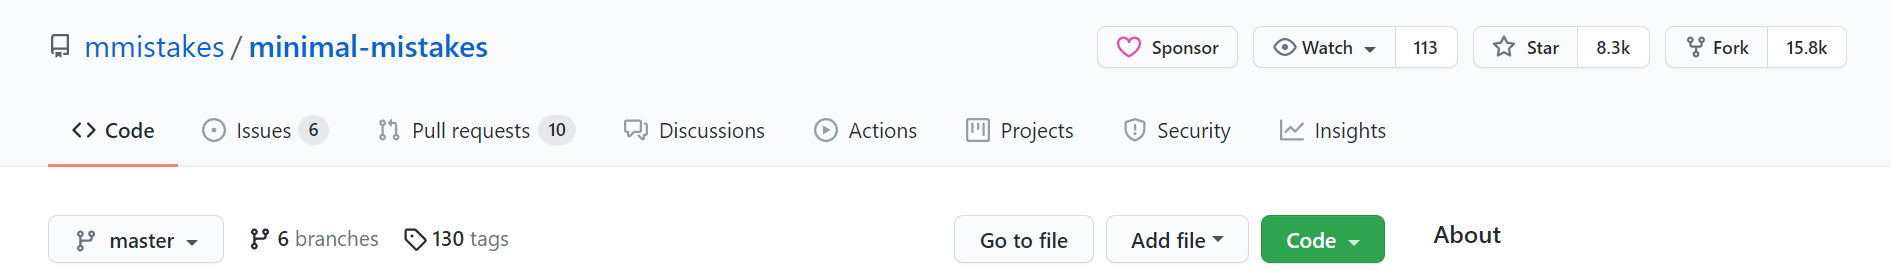 mmistakes / minimal-mistakes Sponsor Watch 113 Star 8.3k Fork 15.8k
Code Issues 6 Pull requests 10 Discussions Actions Projects Security Insights
master 6 branches 130 tags Go to file Add file Code About